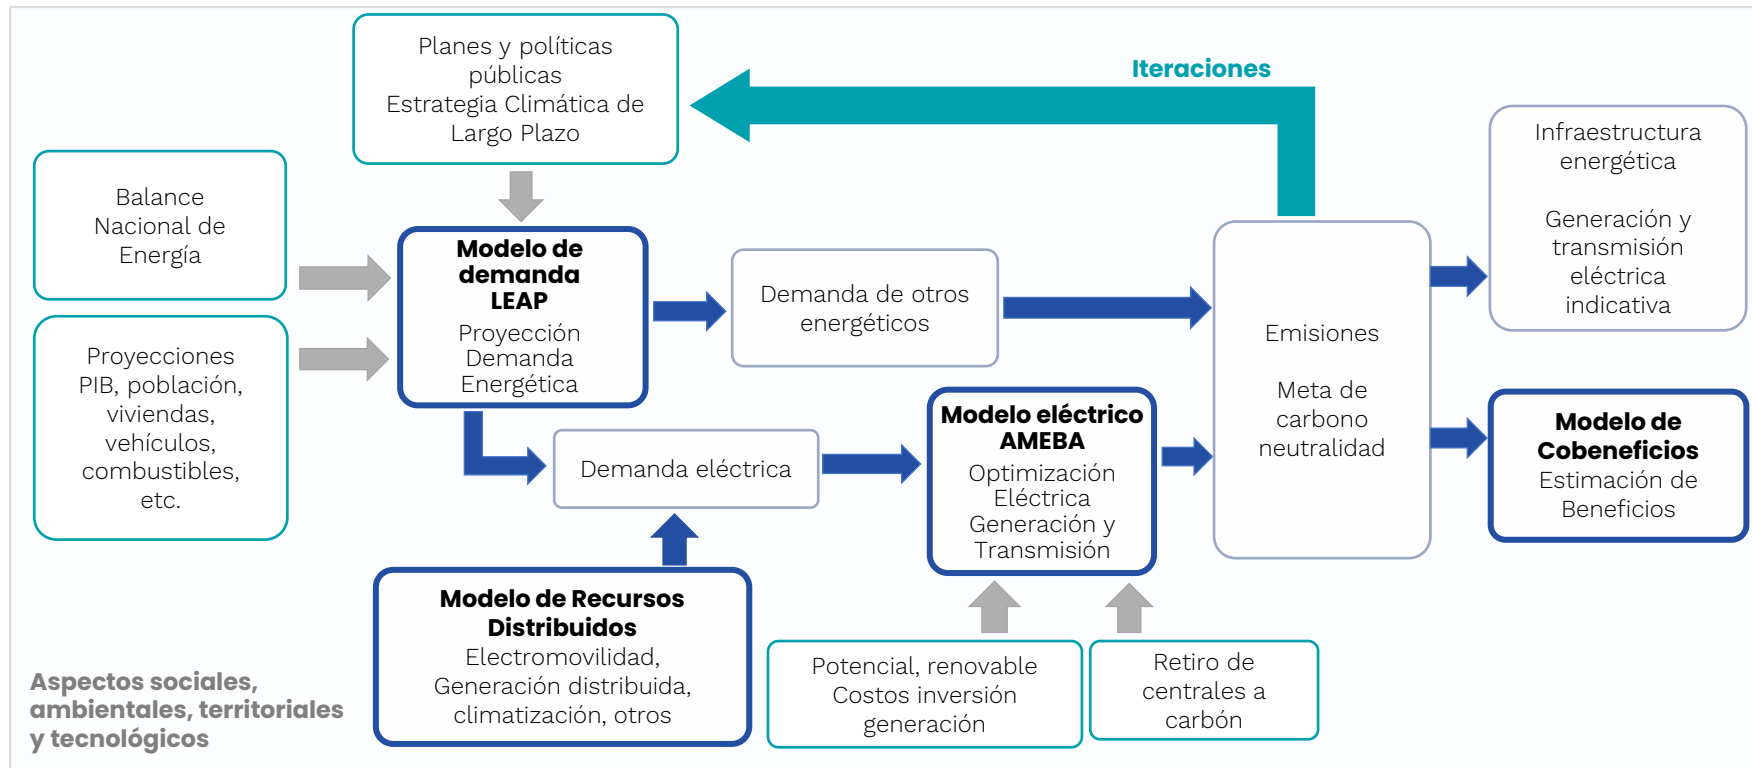 Planes y políticas
públicas
Estrategia Climática de
Largo Plazo
Iteraciones
Balance
Nacional de
Energía
Proyecciones
PIB, población,
viviendas,
vehículos,
combustibles,
etc.
Modelo de
demanda
LEAP
Proyección
Demanda
Energética
Demanda de otros
energéticos
Demanda eléctrica
Modelo de Recursos
Distribuidos
Electromovilidad,
Generación distribuida,
climatización, otros
Modelo eléctrico
AMEBA
Optimización
Eléctrica
Generación y
Transmisión
Potencial, renovable
Costos inversión
generación
Retiro de
centrales a
carbón
Emisiones
Meta de
carbono
neutralidad
Infraestructura
energética
Generación y
transmisión
eléctrica
indicativa
Modelo de
Cobeneficios
Estimación de
Beneficios
Aspectos sociales,
ambientales, territoriales
y tecnológicos